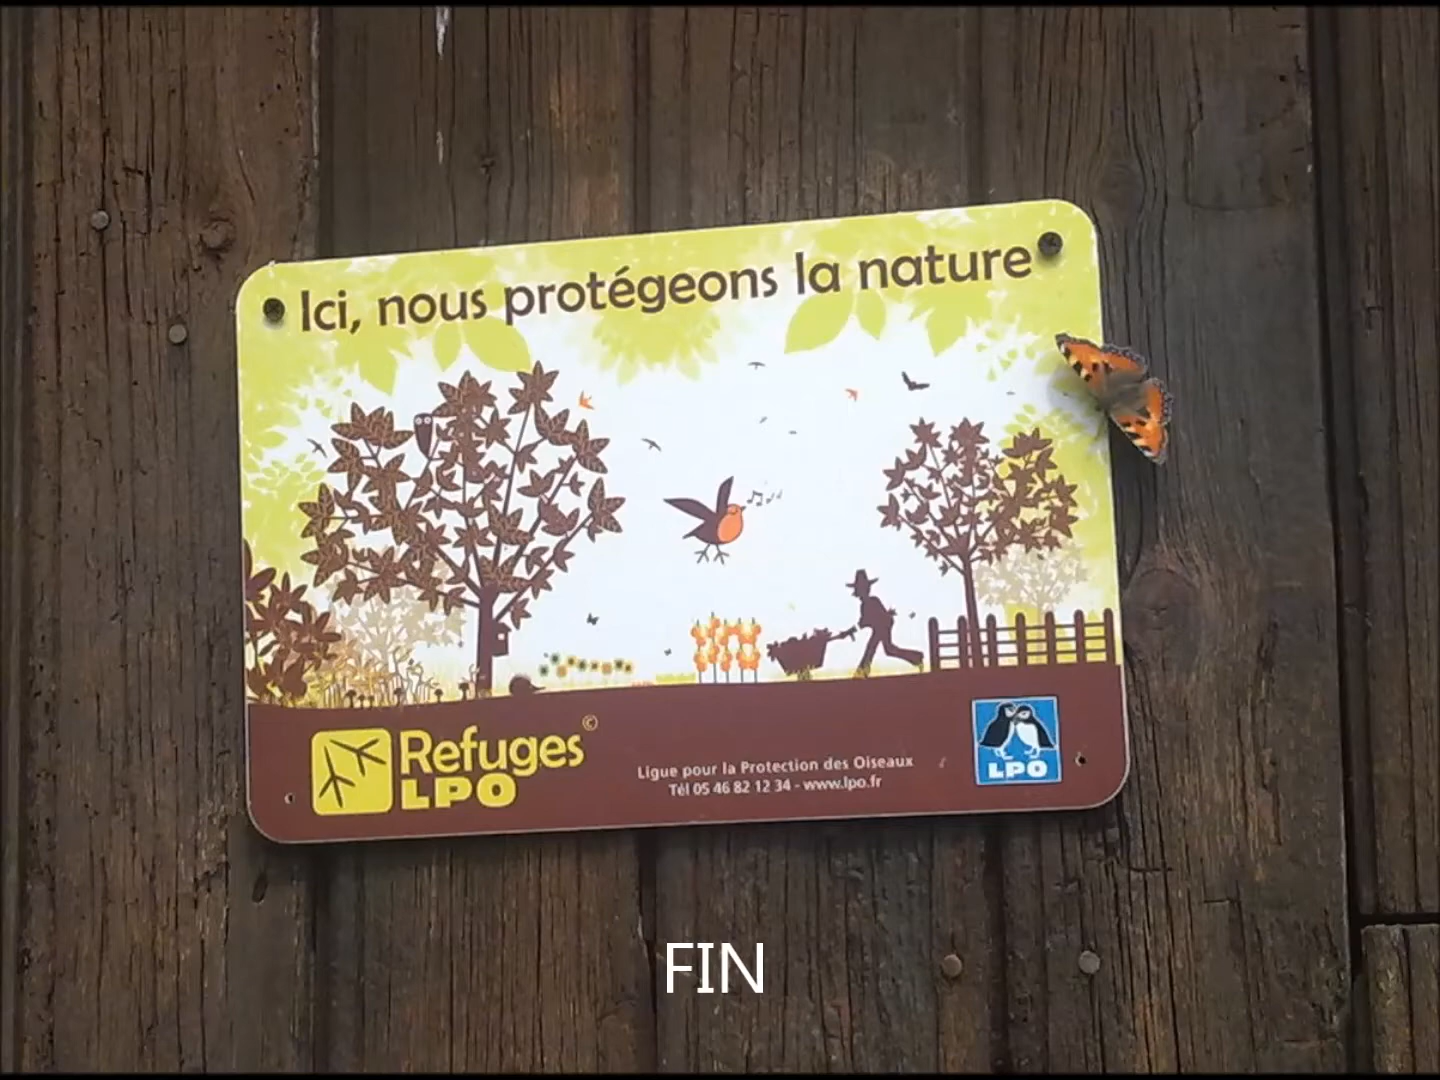 Ici, nous protégeons la nature
Refuges©
LPO
Ligue pour la Protection des Oiseaux
Tél 05 46 82 12 34 - www.lpo.fr
LPO
FIN